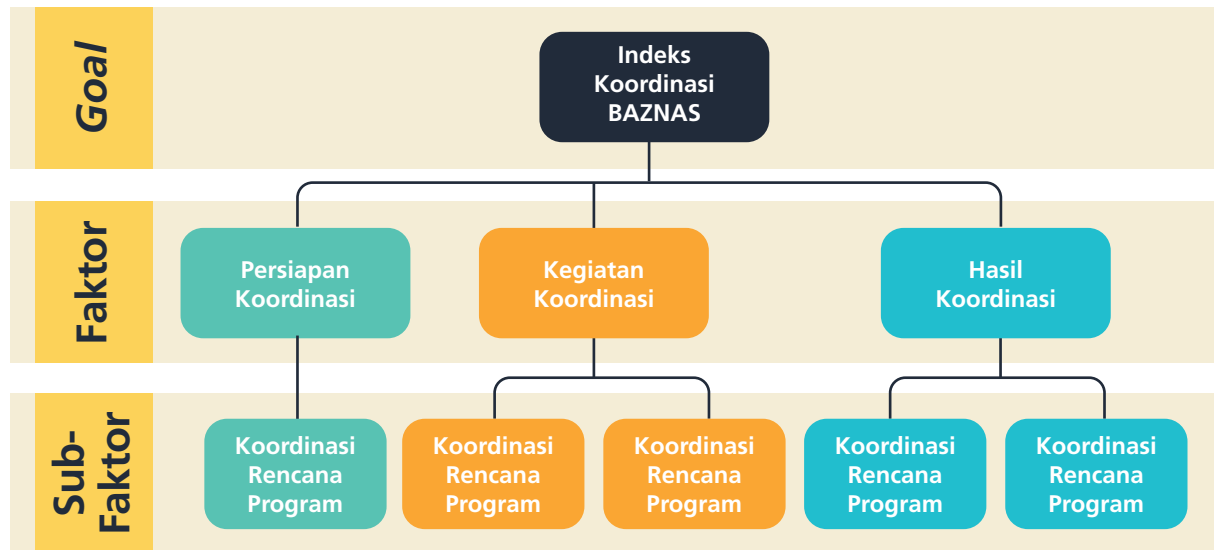 Goal
Indeks
Koordinasi
BAZNAS
Faktor
Persiapan
Koordinasi
Kegiatan
Koordinasi
Hasil
Koordinasi
Sub-
Faktor
Koordinasi
Rencana
Program
Koordinasi
Rencana
Program
Koordinasi
Rencana
Program
Koordinasi
Rencana
Program
Koordinasi
Rencana
Program